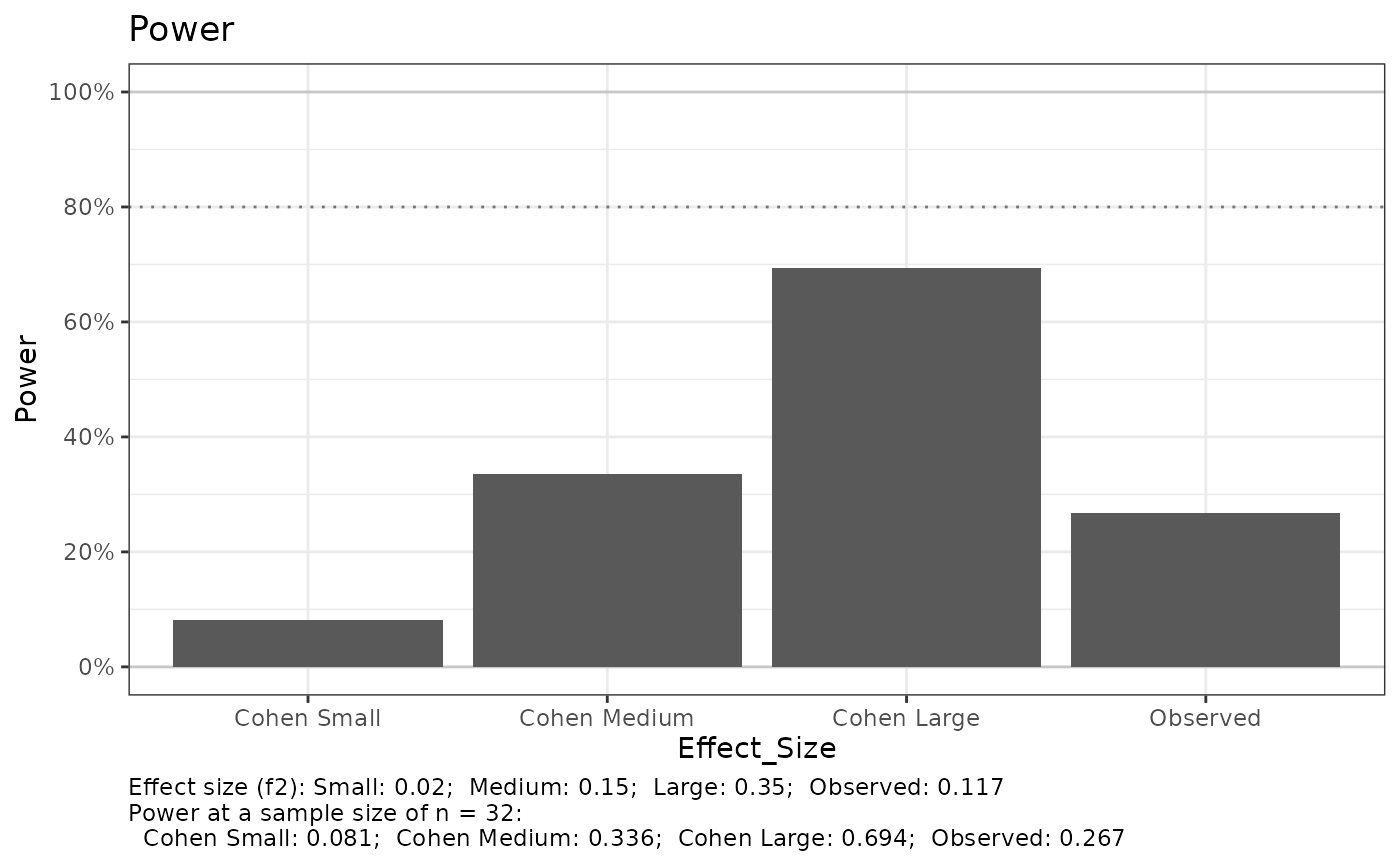 Power
100%
80%
60%
40%
20%
0%
Power
Cohen Small
Cohen Medium
Cohen Large
Observed
Effect_Size
Effect size (f2): Small: 0.02;  Medium: 0.15;  Large: 0.35;  Observed: 0.117
Power at a sample size of n = 32:
  Cohen Small: 0.081;  Cohen Medium: 0.336;  Cohen Large: 0.694;  Observed: 0.267